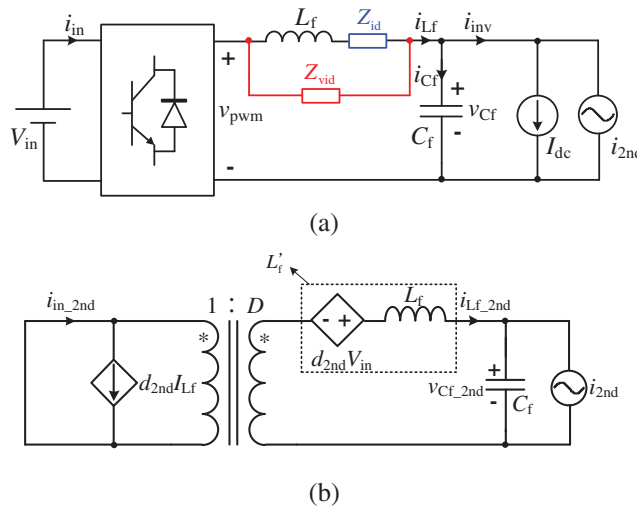 i_in
L_f
Z_id
i_Lf
i_inv
Z_vid
i_Cf
+
+
V_in
v_pwm
v_Cf
C_f
-
I_dc
i_2nd
-
(a)
L'_f
i_in_2nd
1 : D
L_f
i_Lf_2nd
- +
*
*
d_2nd I_Lf
d_2nd V_in
+
v_Cf_2nd
-
C_f
i_2nd
(b)